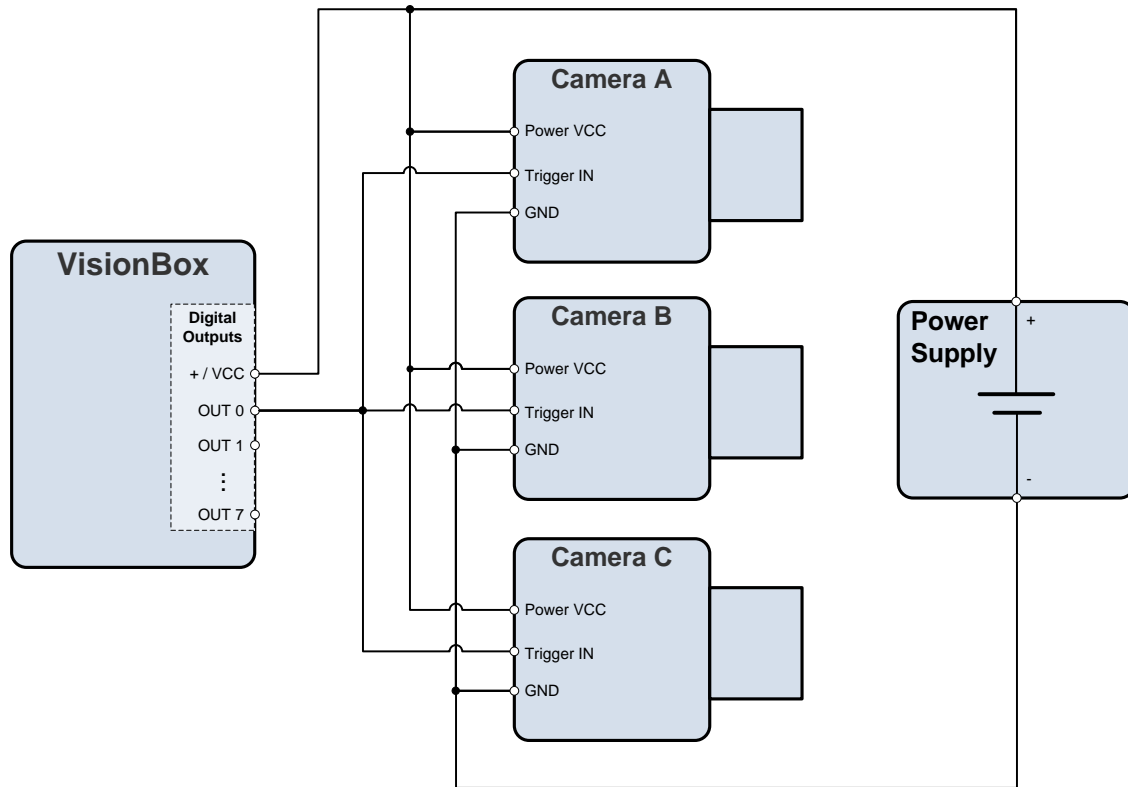 Camera A
Power VCC
Trigger IN
GND
VisionBox
Digital
Outputs
+ / VCC
OUT 0
OUT 1
⋮
OUT 7
Camera B
Power VCC
Trigger IN
GND
Camera C
Power VCC
Trigger IN
GND
Power
Supply
+
-